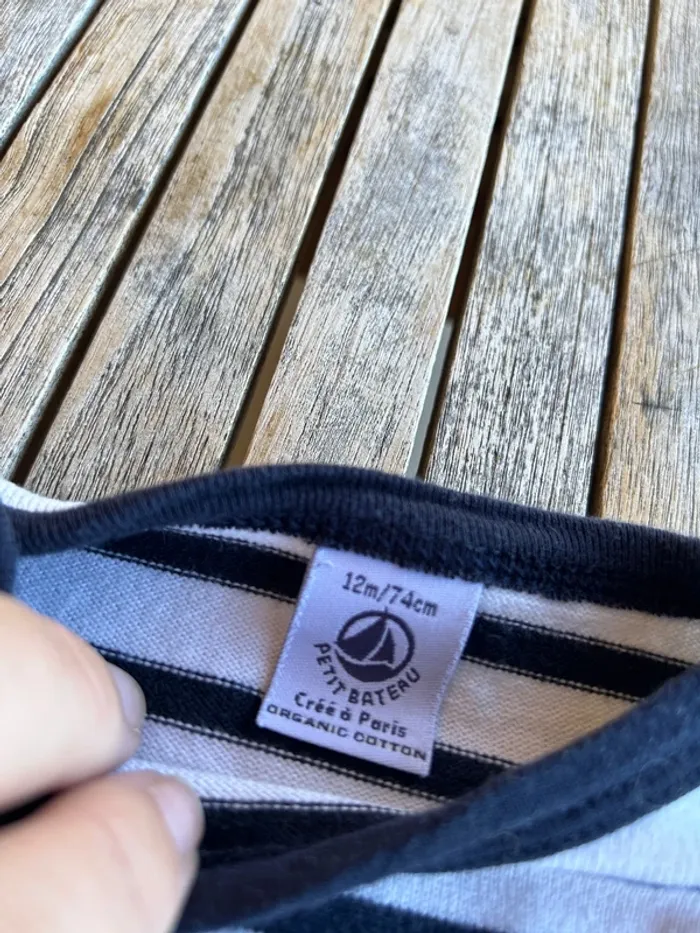 12m/74cm
PETIT BATEAU
Créé à Paris
ORGANIC COTTON